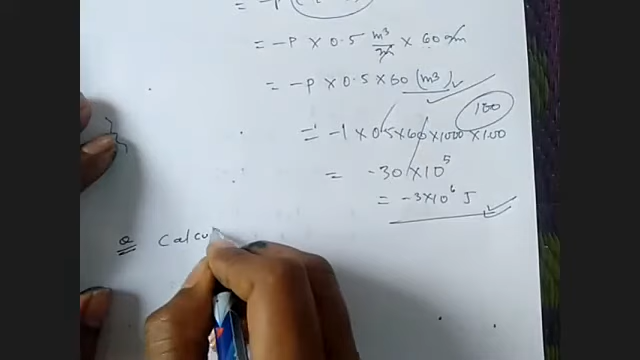 = -P
= -P × 0.5 m³/m × 60 m
= -P × 0.5 × 60 (m³)
100
= -1 × 0.5 × 60 × 1000 × 100
= -30 × 10⁵
= -3 × 10⁶ J
Q Calcu